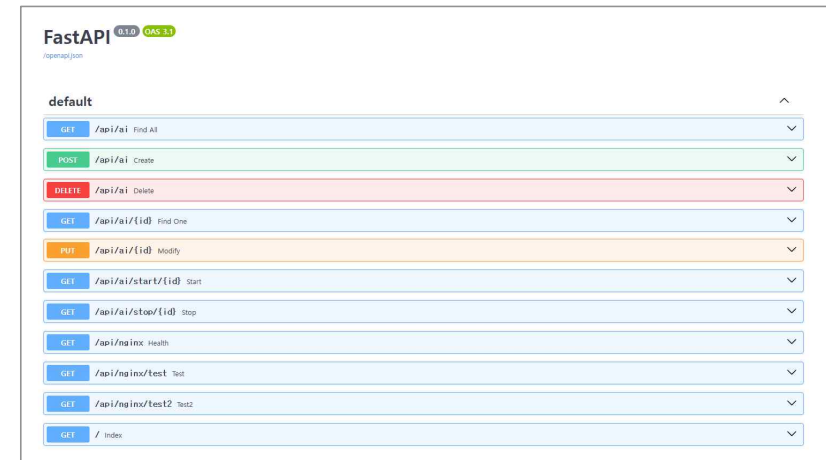 FastAPI 0.1.0 OAS 3.1
/openapi.json
default
GET /api/ai Find All
POST /api/ai Create
DELETE /api/ai Delete
GET /api/ai/{id} Find One
PUT /api/ai/{id} Modify
GET /api/ai/start/{id} Start
GET /api/ai/stop/{id} Stop
GET /api/nginx Health
GET /api/nginx/test Test
GET /api/nginx/test2 Test2
GET / Index